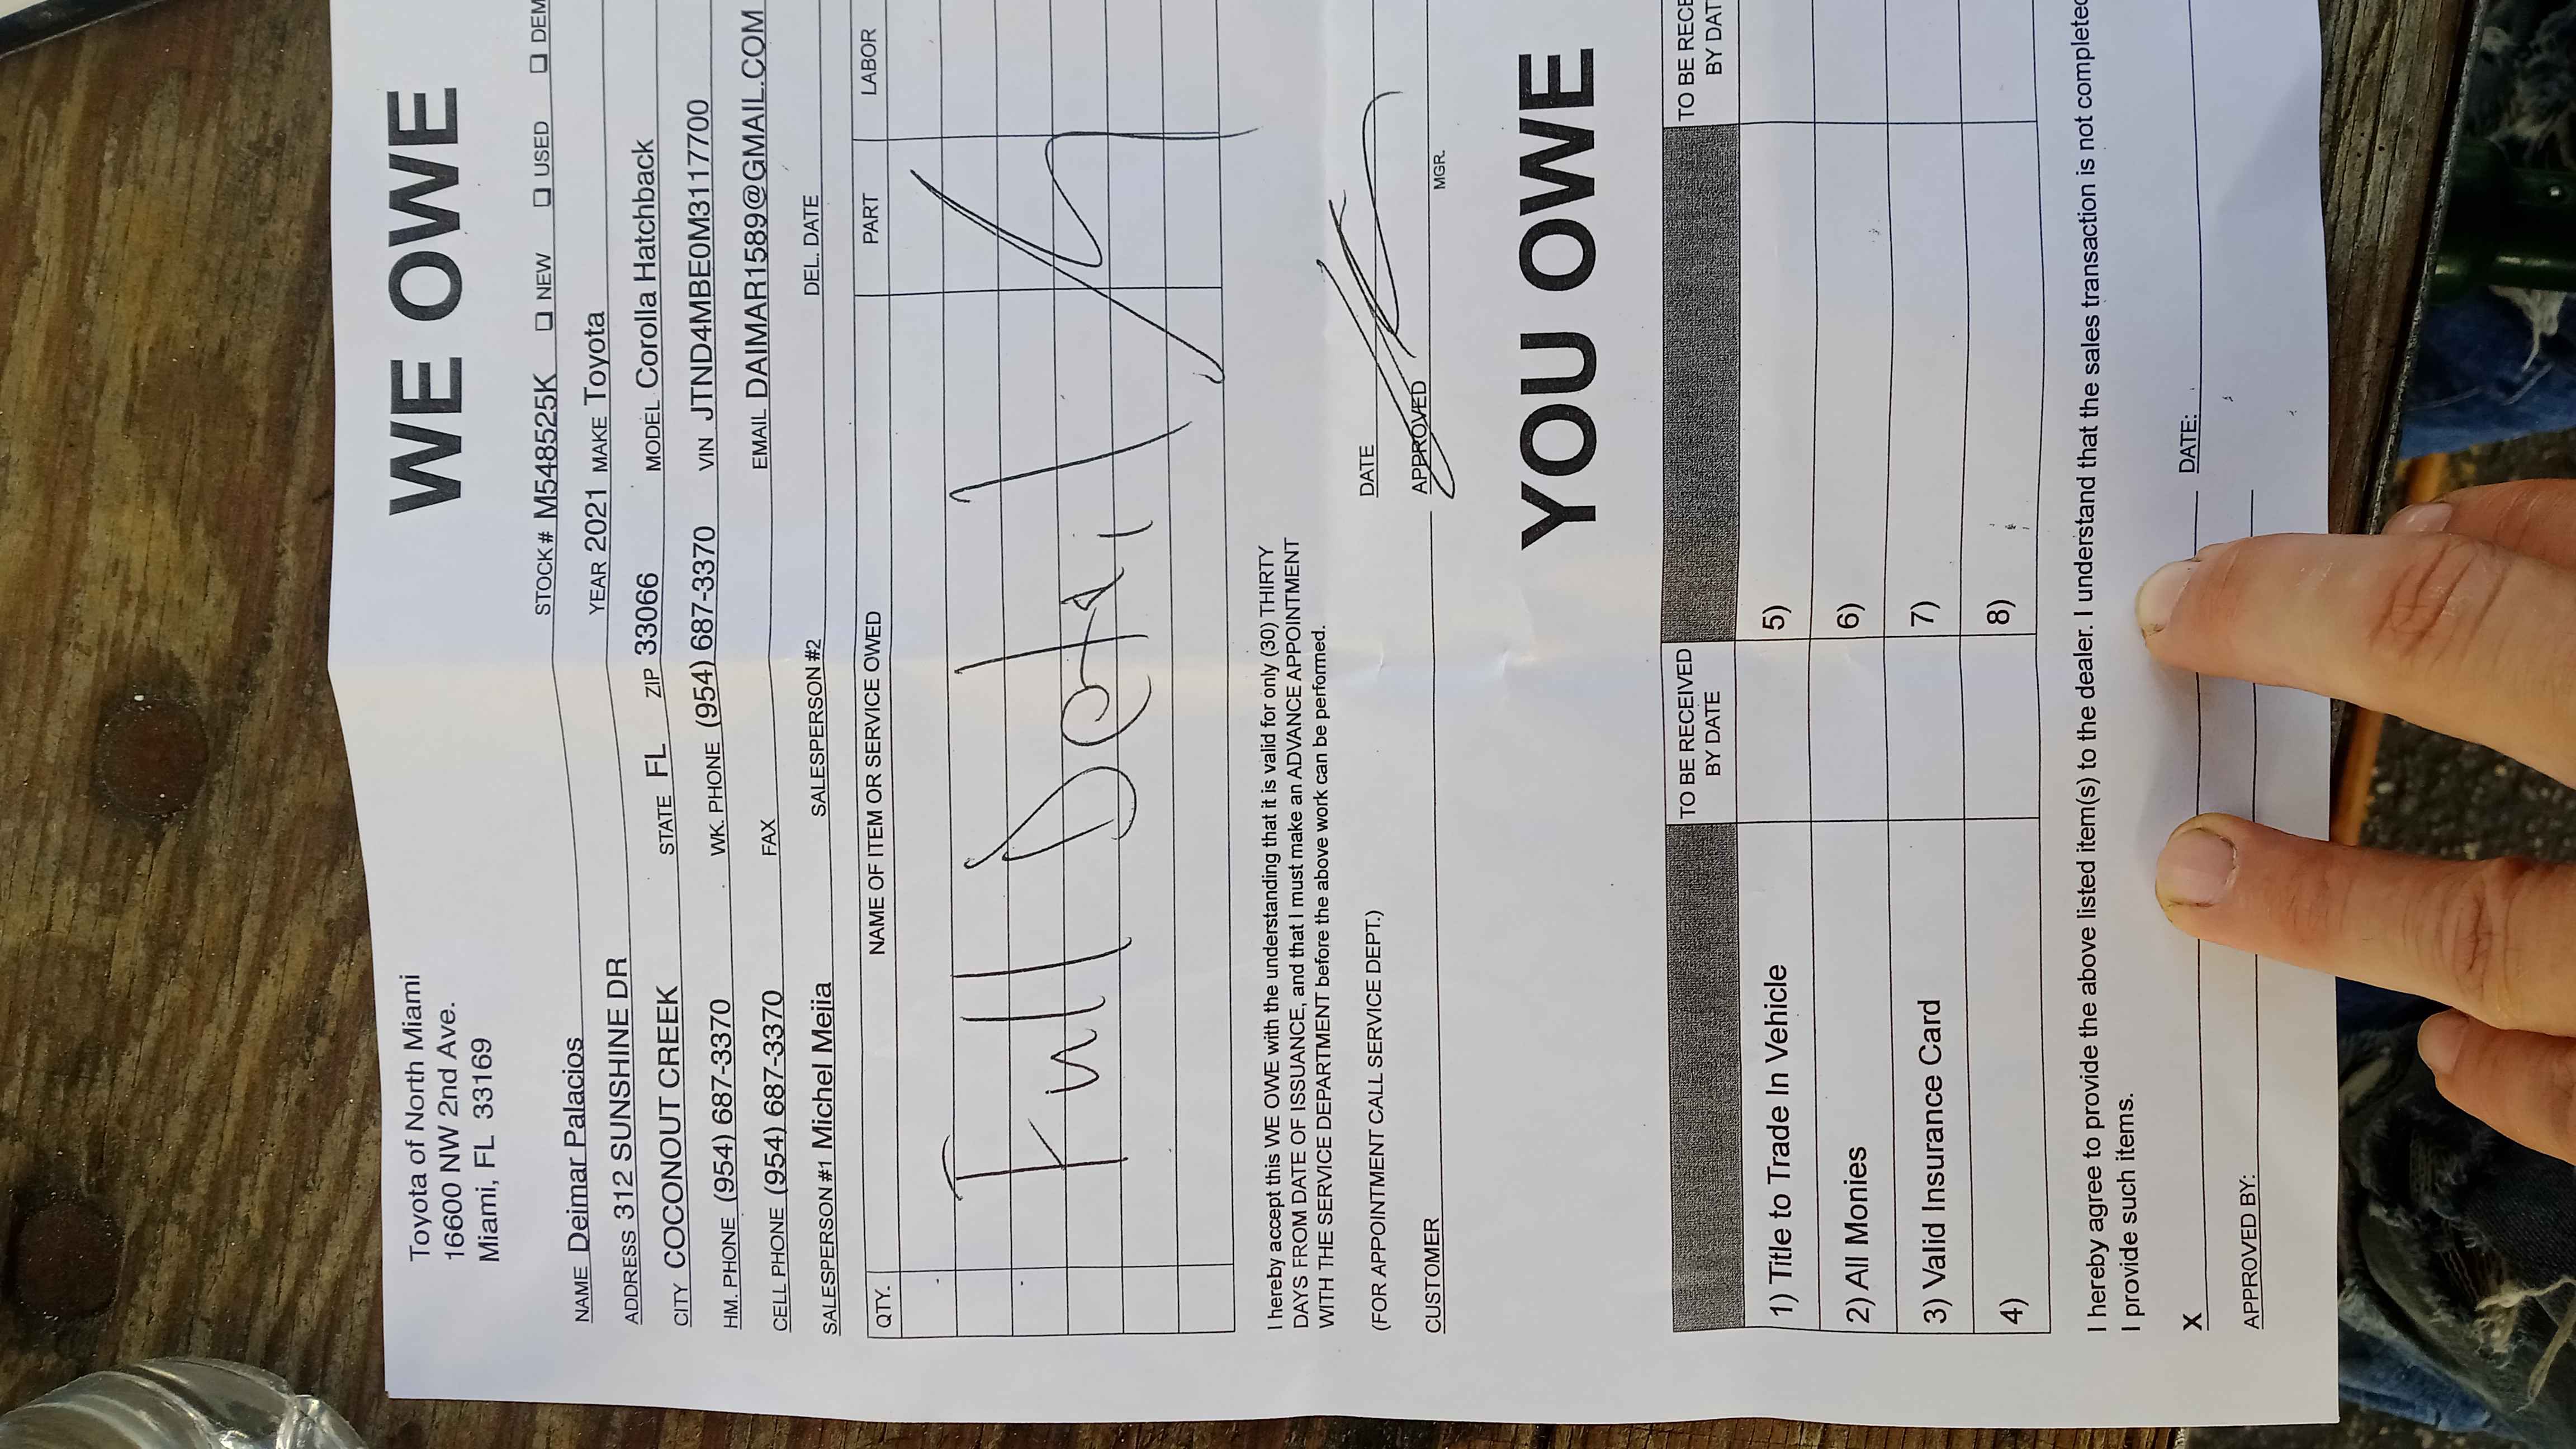 Toyota of North Miami
16600 NW 2nd Ave.
Miami, FL 33169
WE OWE
STOCK# M548525K ❑ NEW ❑ USED ❑ DEM
NAME Deimar Palacios
YEAR 2021 MAKE Toyota
ADDRESS 312 SUNSHINE DR
CITY COCONOUT CREEK STATE FL ZIP 33066 MODEL Corolla Hatchback
HM. PHONE (954) 687-3370 WK. PHONE (954) 687-3370 VIN JTND4MBE0M3117700
CELL PHONE (954) 687-3370 FAX EMAIL DAIMAR1589@GMAIL.COM
SALESPERSON #1 Michel Mejia SALESPERSON #2 DEL. DATE
QTY. NAME OF ITEM OR SERVICE OWED PART LABOR
Full Detail
I hereby accept this WE OWE with the understanding that it is valid for only (30) THIRTY
DAYS FROM DATE OF ISSUANCE, and that I must make an ADVANCE APPOINTMENT
WITH THE SERVICE DEPARTMENT before the above work can be performed.
DATE
(FOR APPOINTMENT CALL SERVICE DEPT.)
CUSTOMER APPROVED
MGR.
YOU OWE
TO BE RECEIVED
BY DATE
TO BE RECE
BY DAT
1) Title to Trade In Vehicle 5)
2) All Monies 6)
3) Valid Insurance Card 7)
4) 8)
I hereby agree to provide the above listed item(s) to the dealer. I understand that the sales transaction is not completed
I provide such items.
X DATE:
APPROVED BY: